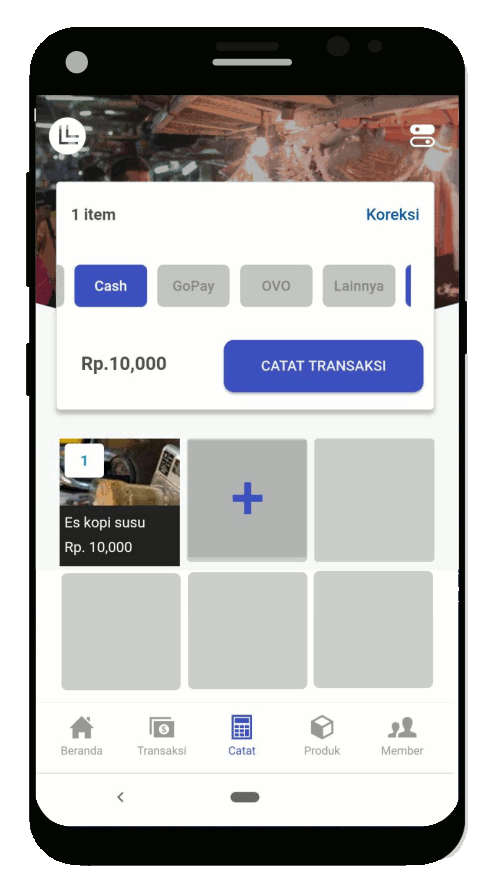 1 item
Koreksi
Cash
GoPay
OVO
Lainnya
Rp.10,000
CATAT TRANSAKSI
1
Es kopi susu
Rp. 10,000
Beranda
Transaksi
Catat
Produk
Member